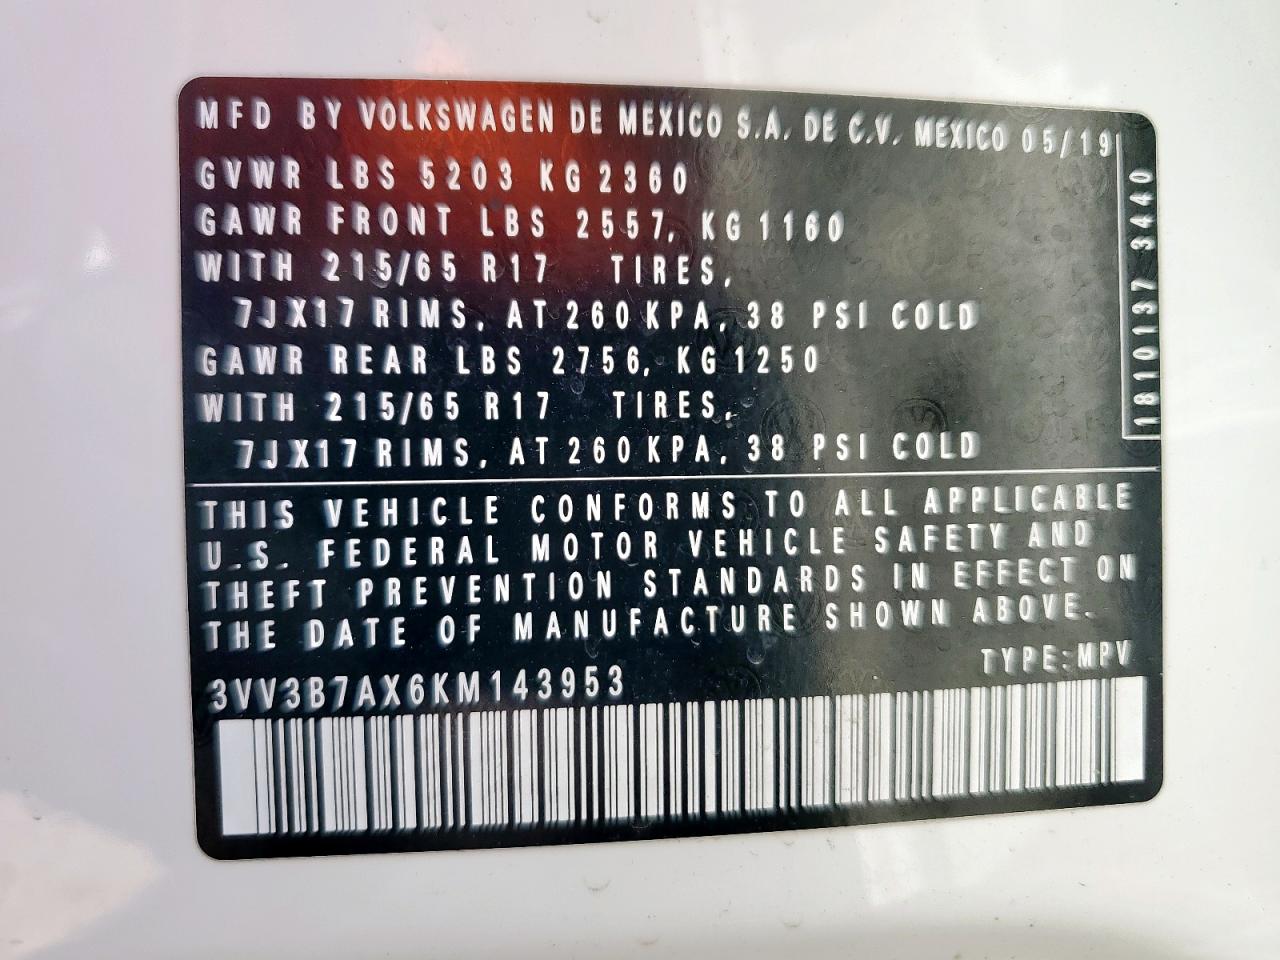 MFD BY VOLKSWAGEN DE MEXICO S.A. DE C.V. MEXICO 05/19
GVWR LBS 5203 KG 2360
GAWR FRONT LBS 2557, KG 1160
WITH 215/65 R17 TIRES,
7JX17 RIMS, AT 260 KPA, 38 PSI COLD
GAWR REAR LBS 2756, KG 1250
WITH 215/65 R17 TIRES,
7JX17 RIMS, AT 260 KPA, 38 PSI COLD
1810137 3440
THIS VEHICLE CONFORMS TO ALL APPLICABLE
U.S. FEDERAL MOTOR VEHICLE SAFETY AND
THEFT PREVENTION STANDARDS IN EFFECT ON
THE DATE OF MANUFACTURE SHOWN ABOVE.
TYPE:MPV
3VV3B7AX6KM143953